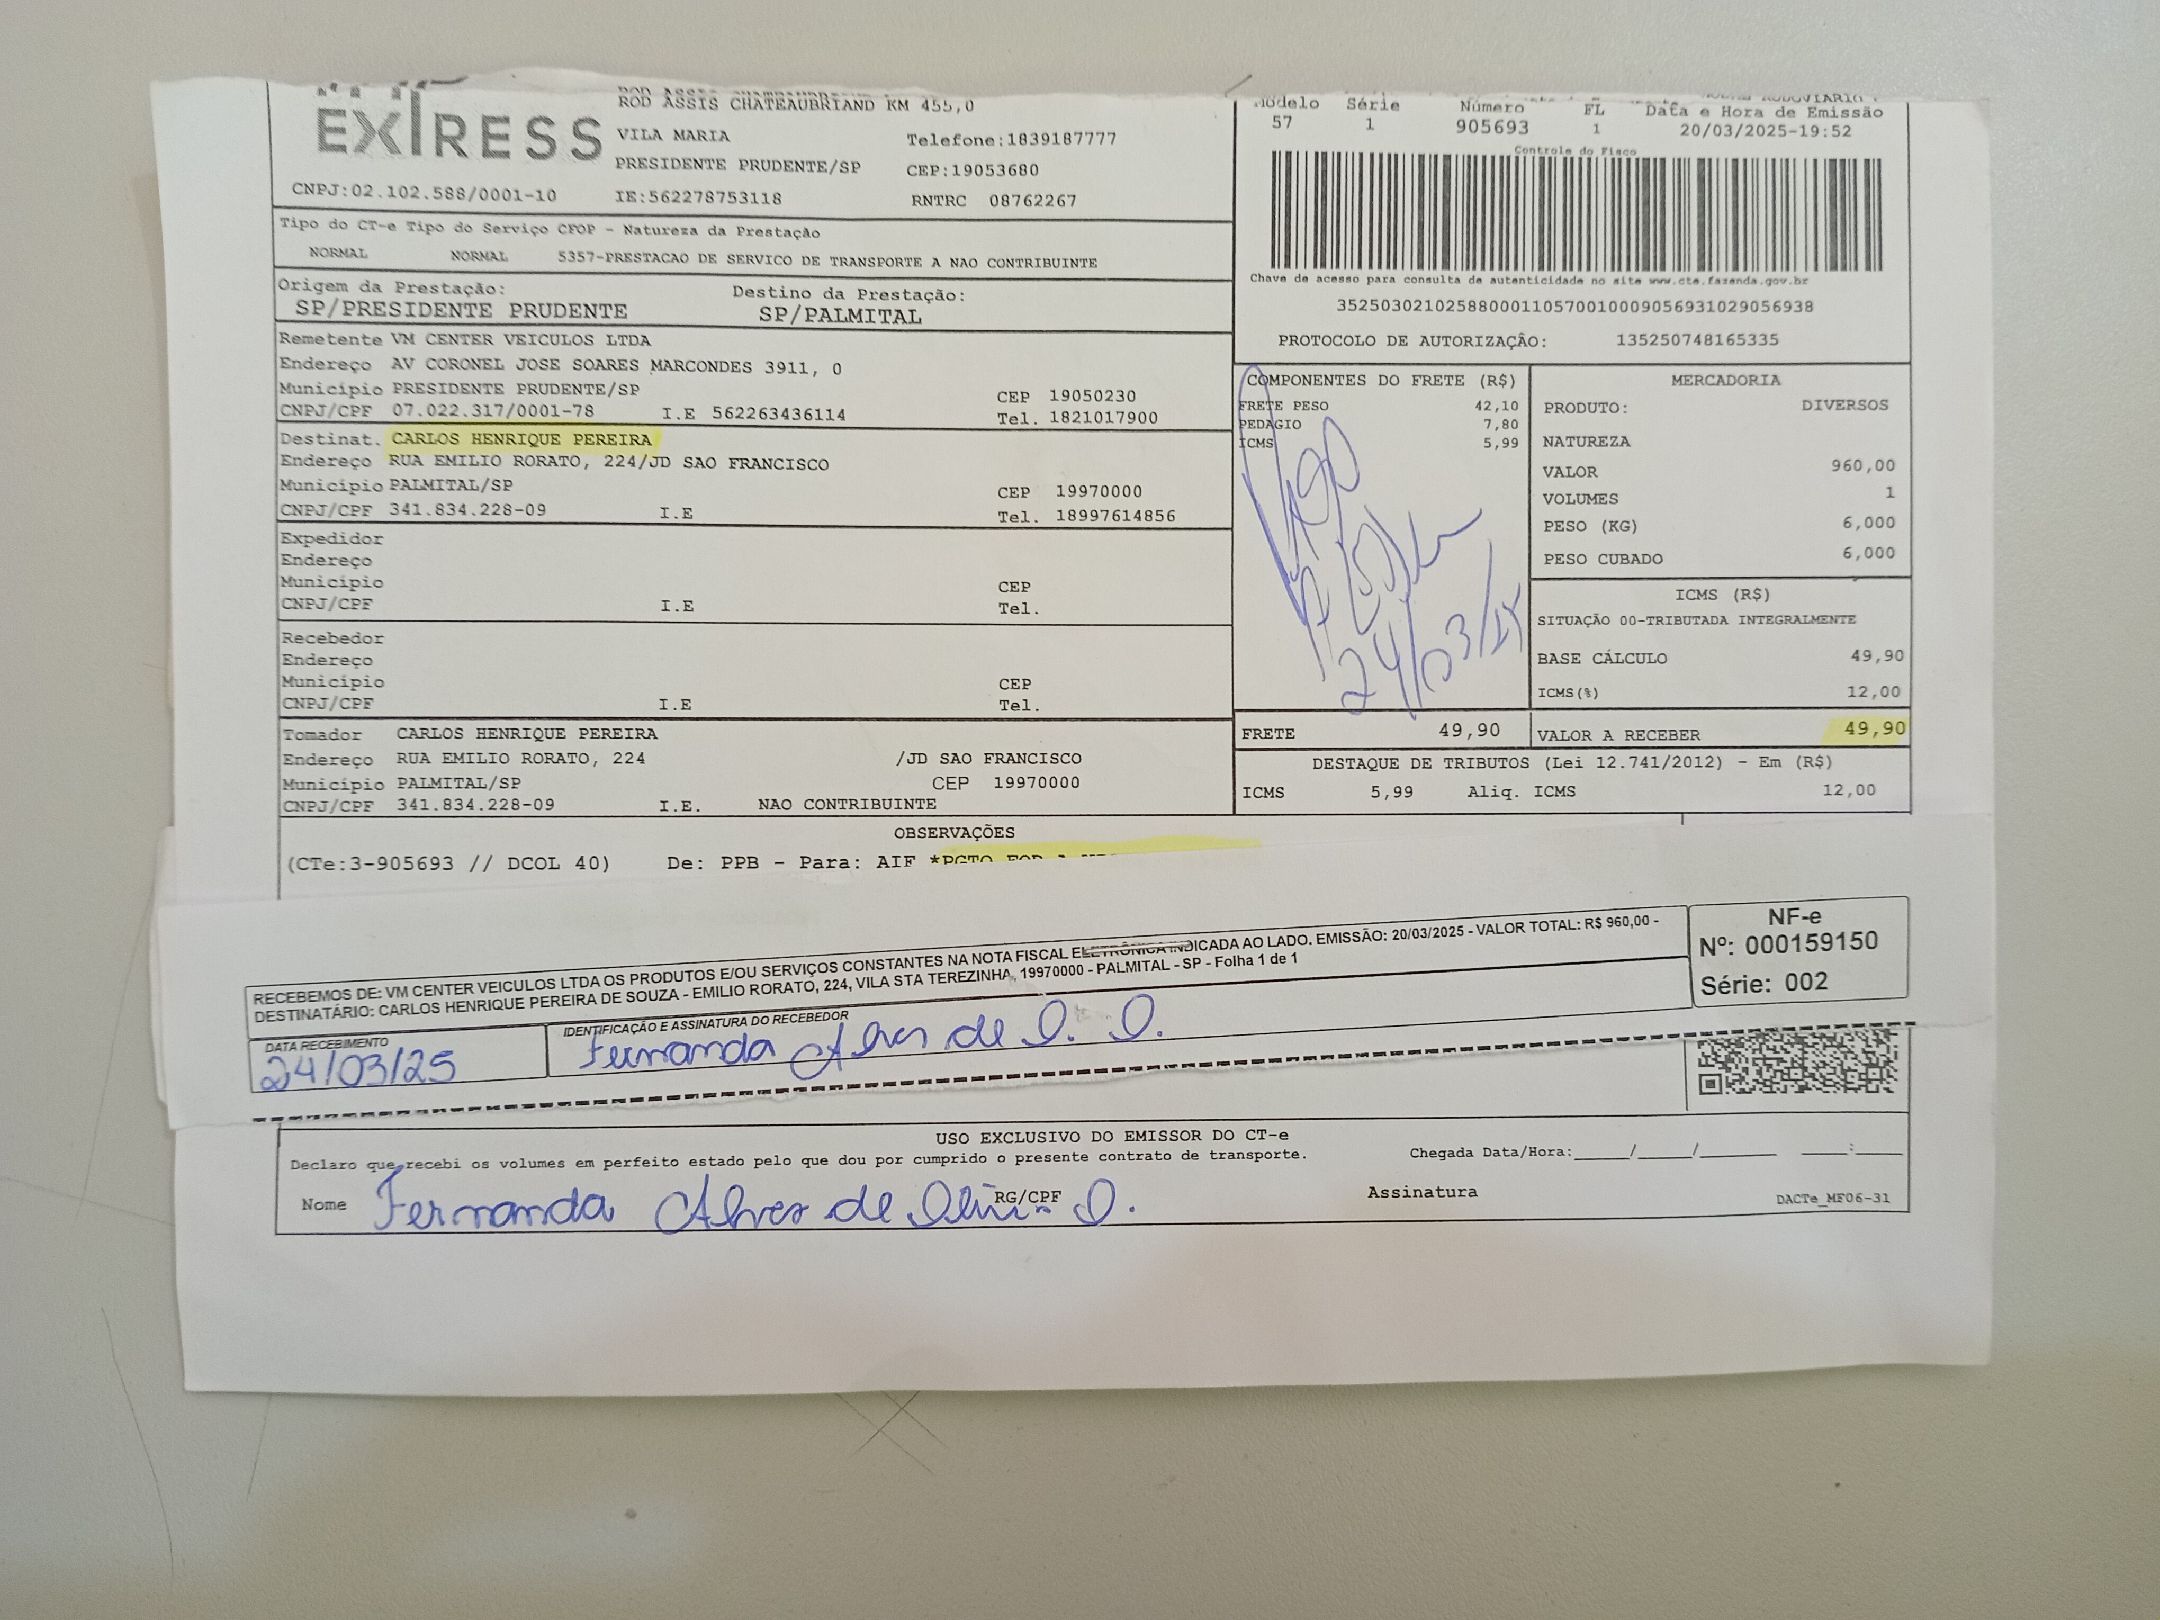 EXPRESS
ROD ASSIS CHATEAUBRIAND KM 455,0
VILA MARIA Telefone:1839187777
PRESIDENTE PRUDENTE/SP CEP:19053680
CNPJ:02.102.588/0001-10 IE:562278753118 RNTRC 08762267
Modelo Série Número FL Data e Hora de Emissão
57 1 905693 1 20/03/2025-19:52
Controle do Fisco
Chave de acesso para consulta de autenticidade no site www.cte.fazenda.gov.br
35250302102588000110570010009056931029056938
PROTOCOLO DE AUTORIZAÇÃO: 135250748165335
Tipo do CT-e Tipo do Serviço CFOP - Natureza da Prestação
NORMAL NORMAL 5357-PRESTACAO DE SERVICO DE TRANSPORTE A NAO CONTRIBUINTE
Origem da Prestação: Destino da Prestação:
SP/PRESIDENTE PRUDENTE SP/PALMITAL
Remetente VM CENTER VEICULOS LTDA
Endereço AV CORONEL JOSE SOARES MARCONDES 3911, 0
Município PRESIDENTE PRUDENTE/SP CEP 19050230
CNPJ/CPF 07.022.317/0001-78 I.E 562263436114 Tel. 1821017900
Destinat. CARLOS HENRIQUE PEREIRA
Endereço RUA EMILIO RORATO, 224/JD SAO FRANCISCO
Município PALMITAL/SP CEP 19970000
CNPJ/CPF 341.834.228-09 I.E Tel. 18997614856
Expedidor
Endereço
Município CEP
CNPJ/CPF I.E Tel.
Recebedor
Endereço
Município CEP
CNPJ/CPF I.E Tel.
Tomador CARLOS HENRIQUE PEREIRA
Endereço RUA EMILIO RORATO, 224 /JD SAO FRANCISCO
Município PALMITAL/SP CEP 19970000
CNPJ/CPF 341.834.228-09 I.E. NAO CONTRIBUINTE
COMPONENTES DO FRETE (R$)
FRETE PESO 42,10
PEDAGIO 7,80
ICMS 5,99
24/03/25
FRETE 49,90
MERCADORIA
PRODUTO: DIVERSOS
NATUREZA
VALOR 960,00
VOLUMES 1
PESO (KG) 6,000
PESO CUBADO 6,000
ICMS (R$)
SITUAÇÃO 00-TRIBUTADA INTEGRALMENTE
BASE CÁLCULO 49,90
ICMS(%) 12,00
VALOR A RECEBER 49,90
DESTAQUE DE TRIBUTOS (Lei 12.741/2012) - Em (R$)
ICMS 5,99 Aliq. ICMS 12,00
OBSERVAÇÕES
(CTe:3-905693 // DCOL 40) De: PPB - Para: AIF *PGTO
RECEBEMOS DE: VM CENTER VEICULOS LTDA OS PRODUTOS E/OU SERVIÇOS CONSTANTES NA NOTA FISCAL ELETRÔNICA INDICADA AO LADO. EMISSÃO: 20/03/2025 - VALOR TOTAL: R$ 960,00 -
DESTINATÁRIO: CARLOS HENRIQUE PEREIRA DE SOUZA - EMILIO RORATO, 224, VILA STA TEREZINHA, 19970000 - PALMITAL - SP - Folha 1 de 1
NF-e
Nº: 000159150
Série: 002
DATA RECEBIMENTO IDENTIFICAÇÃO E ASSINATURA DO RECEBEDOR
24/03/25 Fernanda Alves de O. O.
USO EXCLUSIVO DO EMISSOR DO CT-e
Declaro que recebi os volumes em perfeito estado pelo que dou por cumprido o presente contrato de transporte. Chegada Data/Hora:____/____/______ ____:____
Nome Fernanda Alves de O. RG/CPF Assinatura DACTe_MF06-31